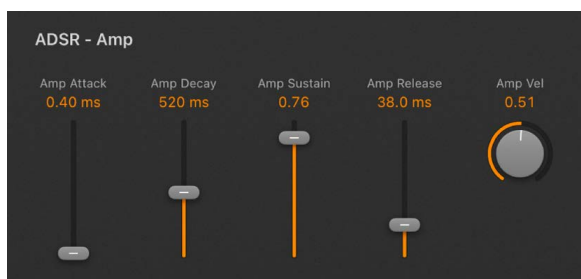 ADSR - Amp
Amp Attack Amp Decay Amp Sustain Amp Release Amp Vel
0.40 ms 520 ms 0.76 38.0 ms 0.51